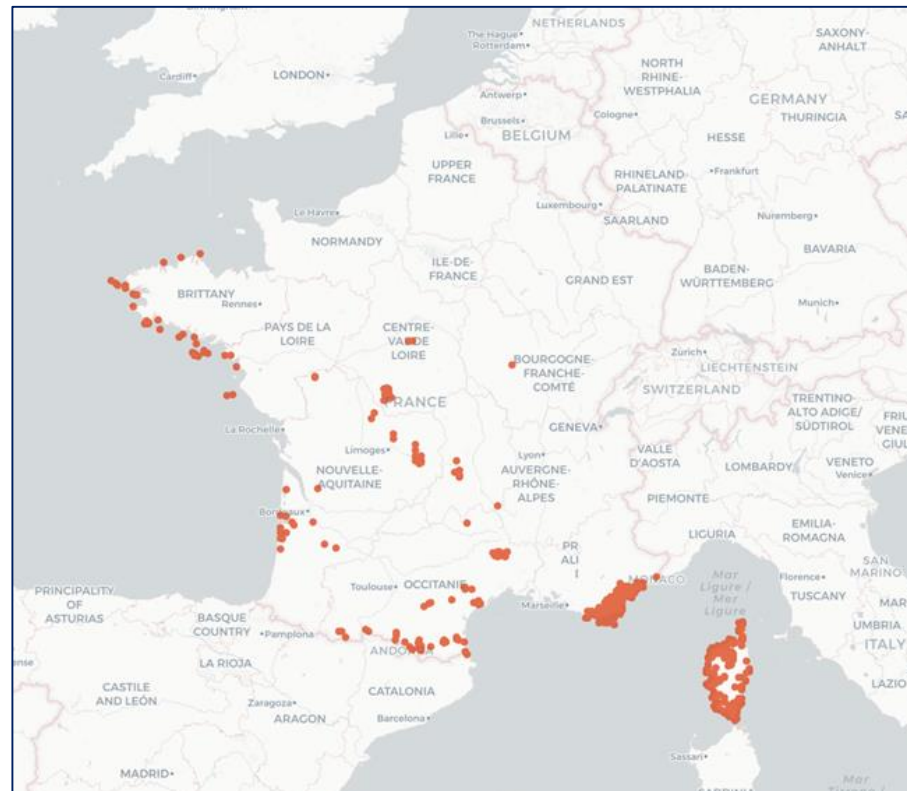 Birmingham
NETHERLANDS
The Hague
Rotterdam
SAXONY-
ANHALT
Cardiff
LONDON
NORTH
RHINE-
WESTPHALIA
Antwerp
Brussels
Cologne
GERMANY
THURINGIA
Lille
BELGIUM
HESSE
UPPER
FRANCE
RHINELAND-
PALATINATE
Frankfurt
Luxembourg
SAARLAND
Le Havre
Nuremberg
NORMANDY
ILE-DE-
FRANCE
BAVARIA
GRAND EST
BADEN-
WÜRTTEMBERG
Munich
BRITTANY
Rennes
PAYS DE LA
LOIRE
CENTRE-
VAL DE
LOIRE
BOURGOGNE-
FRANCHE-
COMTÉ
Zürich
LIECHTENSTEIN
SWITZERLAND
FRANCE
TRENTINO
ALTO ADIGE/
SÜDTIROL
La Rochelle
GENEVA
Limoges
Lyon
VALLE
D'AOSTA
LOMBARDY
VENETO
Venice
NOUVELLE-
AQUITAINE
AUVERGNE-
RHÔNE-
ALPES
PIEMONTE
Bordeaux
LIGURIA
EMILIA-
ROMAGNA
PR
ALI
SAN
MARINO
PRINCIPALITY
OF
ASTURIAS
Toulouse
OCCITANIE
MONACO
Mar
Ligure /
Mer
Ligure
Florence
TUSCANY
Marseille
BASQUE
COUNTRY
Pamplona
UMBRIA
ANDORRA
ITALY
LA RIOJA
LAZIO
CASTILE
AND LEÓN
CATALONIA
Zaragoza
ARAGON
Barcelona
Sassari
MADRID
Mar